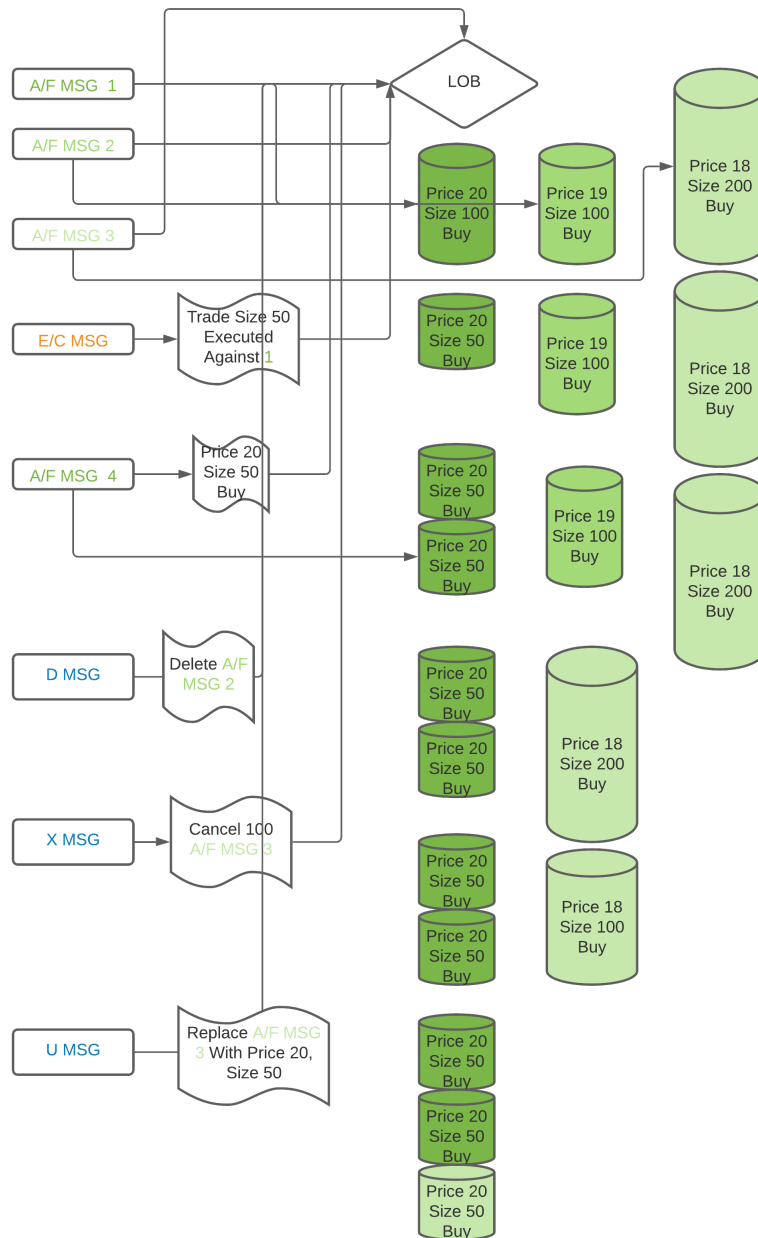 LOB
A/F MSG  1
A/F MSG 2
A/F MSG 3
Price 20
Size 100
Buy
Price 19
Size 100
Buy
Price 18
Size 200
Buy
E/C MSG
Trade Size 50
Executed
Against 1
Price 20
Size 50
Buy
Price 19
Size 100
Buy
Price 18
Size 200
Buy
A/F MSG  4
Price 20
Size 50
Buy
Price 20
Size 50
Buy
Price 20
Size 50
Buy
Price 19
Size 100
Buy
Price 18
Size 200
Buy
D MSG
Delete A/F
MSG 2
Price 20
Size 50
Buy
Price 20
Size 50
Buy
Price 18
Size 200
Buy
X MSG
Cancel 100
A/F MSG 3
Price 20
Size 50
Buy
Price 20
Size 50
Buy
Price 18
Size 100
Buy
U MSG
Replace A/F MSG
3 With Price 20,
Size 50
Price 20
Size 50
Buy
Price 20
Size 50
Buy
Price 20
Size 50
Buy